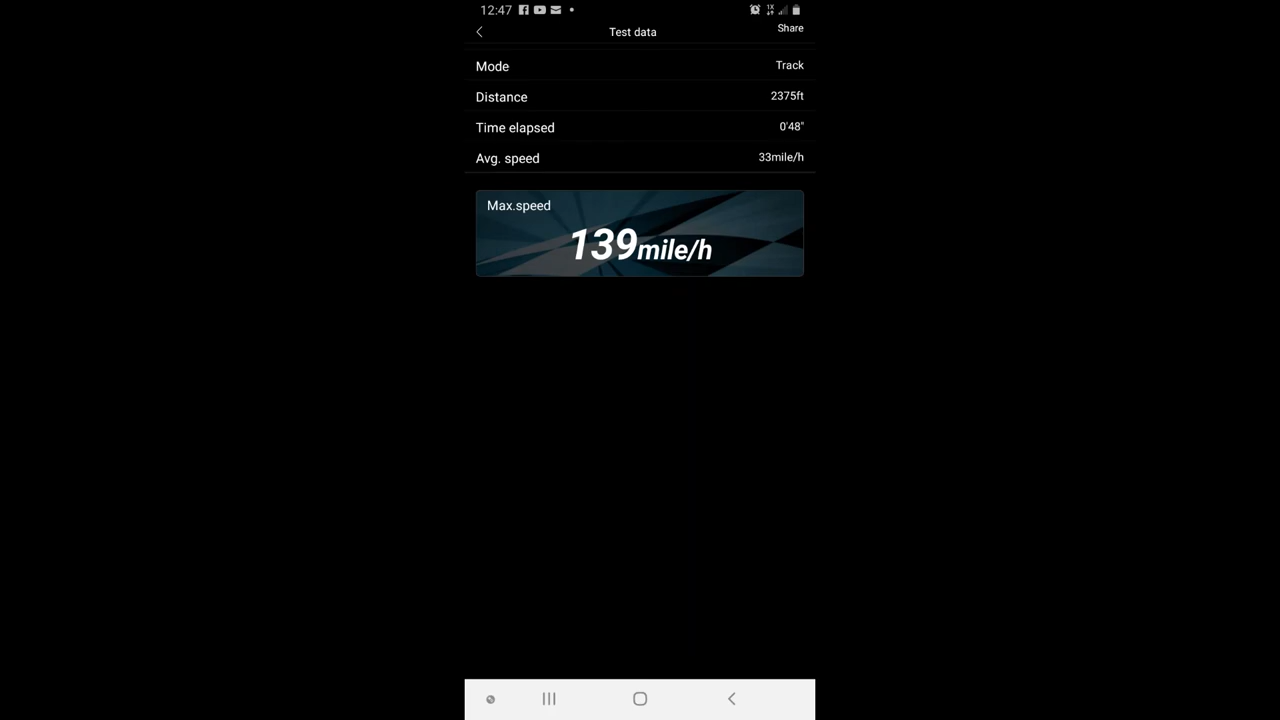 12:47
1X
Test data
Share
Mode
Track
Distance
2375ft
Time elapsed
0'48"
Avg. speed
33mile/h
Max.speed
139mile/h